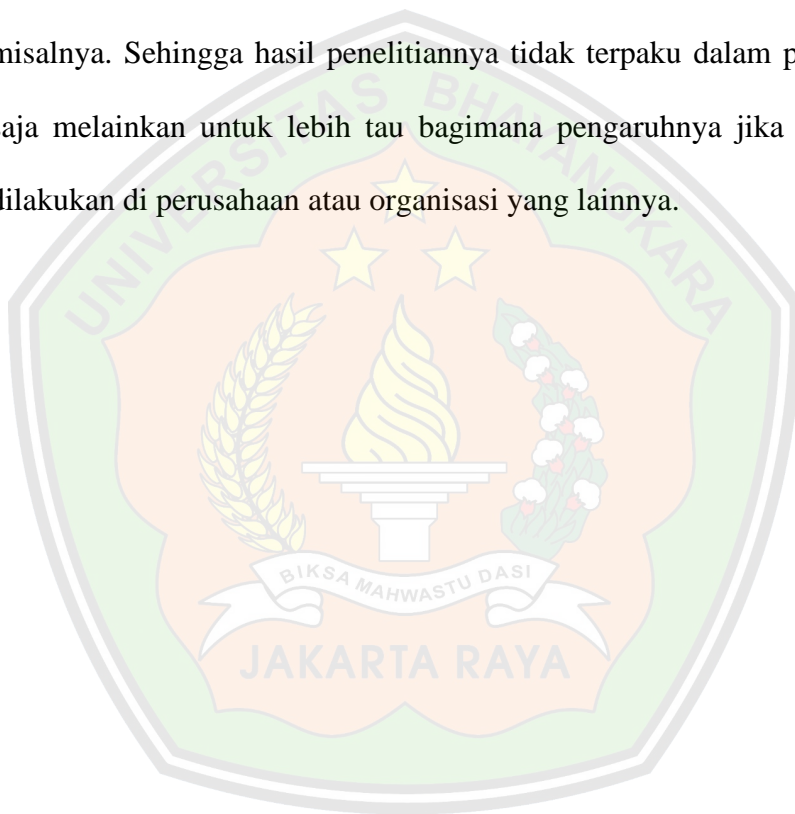 misalnya. Sehingga hasil penelitiannya tidak terpaku dalam
melainkan untuk lebih tau bagimana pengaruhnya jika
dilakukan di perusahaan atau organisasi yang lainnya.
UNIVERSITAS BHAYANGKARA
BIKSA MAHWASTU DASI
JAKARTA RAYA